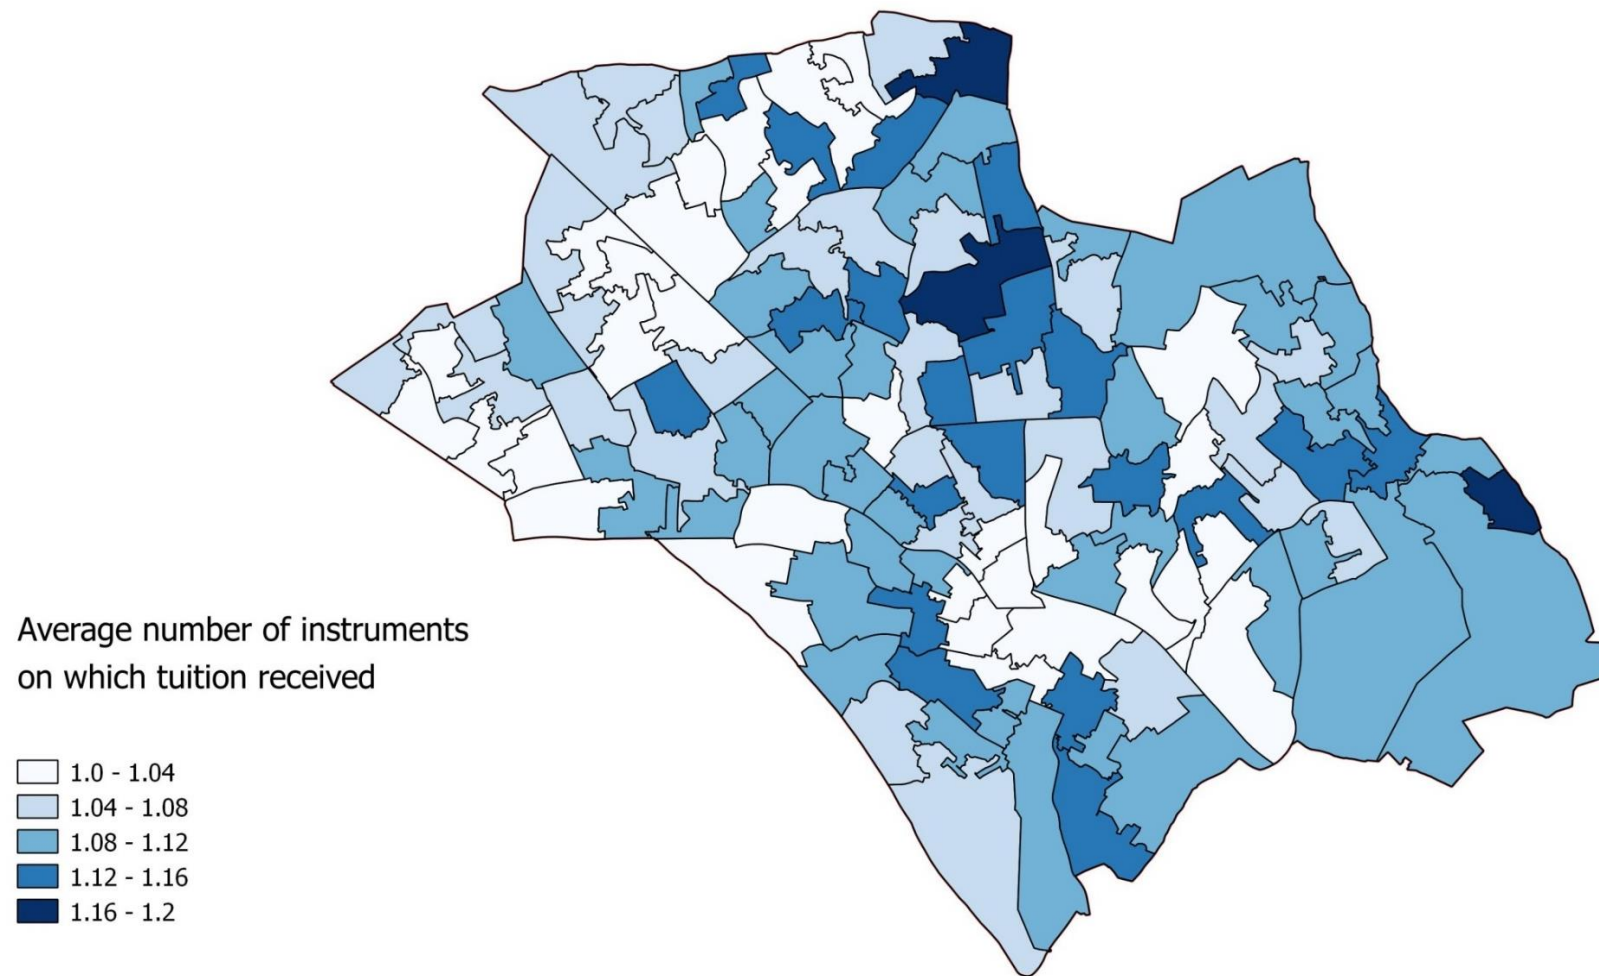 Average number of instruments
on which tuition received
1.0 - 1.04
1.04 - 1.08
1.08 - 1.12
1.12 - 1.16
1.16 - 1.2